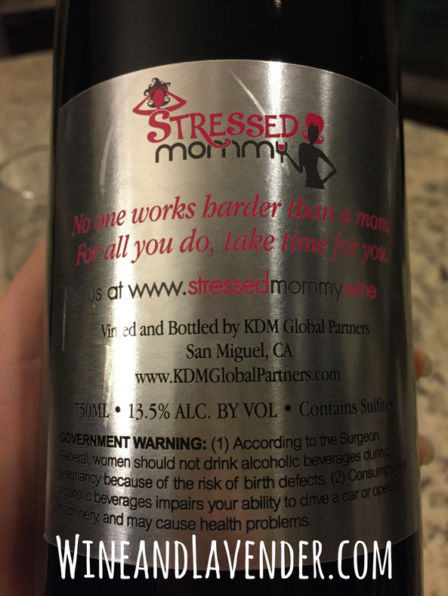 STRESSED
mommy
No one works harder than a mom.
For all you do, take time for you.
us at www.stressedmommywine
Vinted and Bottled by KDM Global Partners
San Miguel, CA
www.KDMGlobalPartners.com
750ML • 13.5% ALC. BY VOL • Contains Sulfites
GOVERNMENT WARNING: (1) According to the Surgeon
General, women should not drink alcoholic beverages during
pregnancy because of the risk of birth defects. (2) Consumption
alcoholic beverages impairs your ability to drive a car or operate
machinery, and may cause health problems.
WINEANDLAVENDER.COM